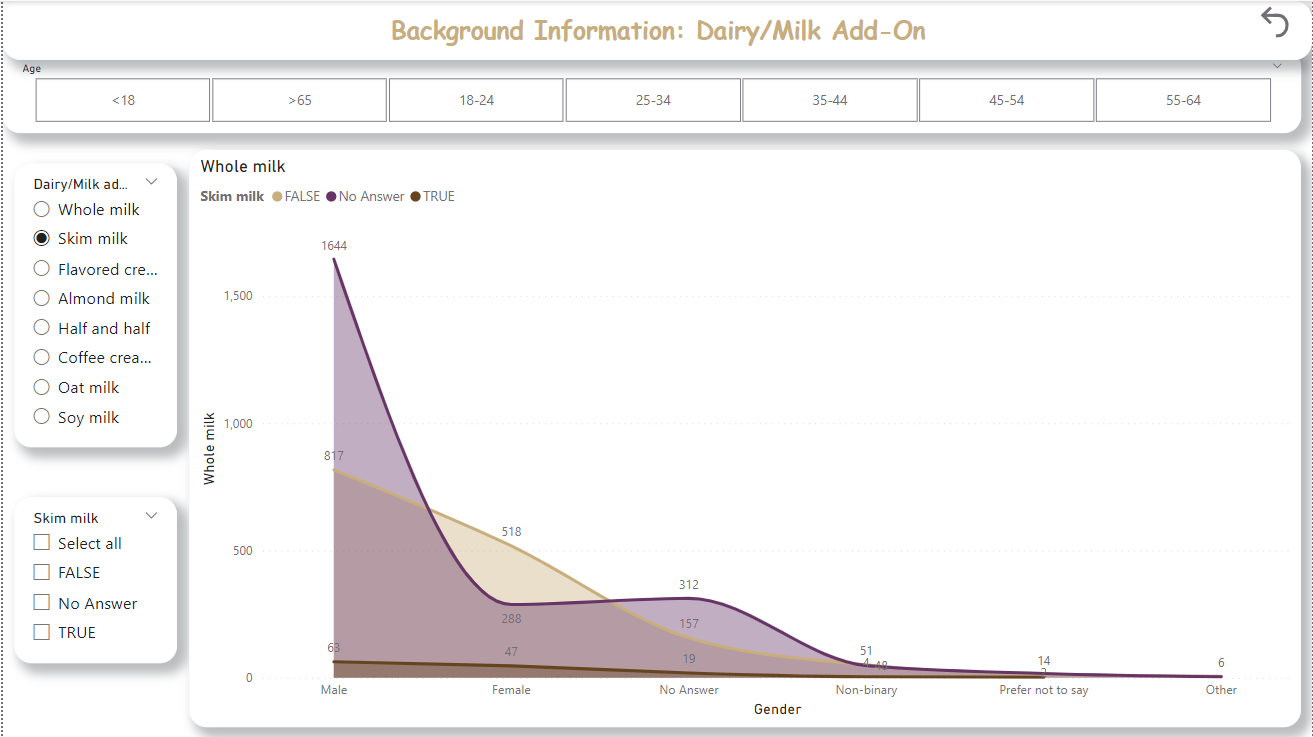 Background Information: Dairy/Milk Add-On
Age
<18 >65 18-24 25-34 35-44 45-54 55-64
Dairy/Milk ad...
Whole milk
Skim milk
Flavored cre...
Almond milk
Half and half
Coffee crea...
Oat milk
Soy milk
Skim milk
Select all
FALSE
No Answer
TRUE
Whole milk
Skim milk FALSE No Answer TRUE
Whole milk
1,500
1,000
500
0
1644
817
518
312
288
157
63
47
19
51
4
48
14
6
Male Female No Answer Non-binary Prefer not to say Other
Gender